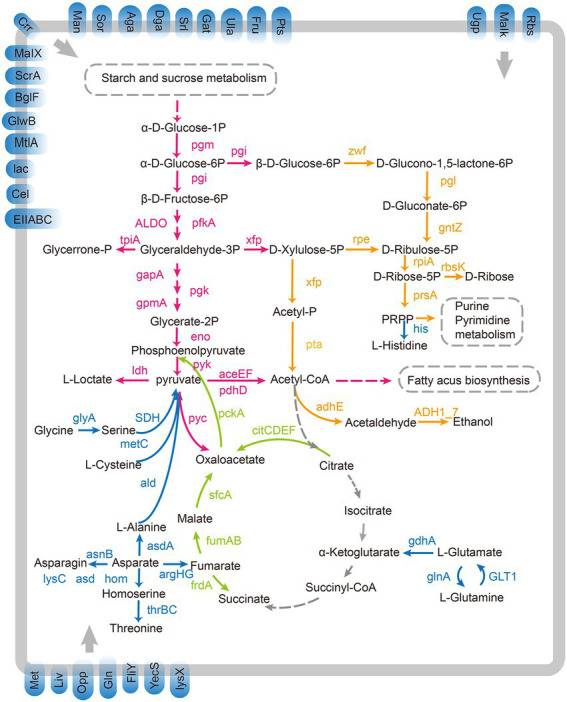 Crr
Man
Sor
Aga
Dga
Srl
Gat
Ula
Fru
Pts
Ugp
Malk
Rbs
MalX
ScrA
BglF
GlwB
MtlA
lac
Cel
EIIABC
Starch and sucrose metabolism
α-D-Glucose-1P
pgm
α-D-Glucose-6P
pgi
β-D-Glucose-6P
zwf
D-Glucono-1,5-lactone-6P
pgi
pgl
β-D-Fructose-6P
D-Gluconate-6P
ALDO
pfkA
gntZ
tpiA
Glycerrone-P
Glyceraldehyde-3P
xfp
D-Xylulose-5P
rpe
D-Ribulose-5P
gapA
pgk
xfp
rpiA
rbsK
D-Ribose-5P
D-Ribose
gpmA
prsA
Glycerate-2P
Acetyl-P
PRPP
Purine
Pyrimidine
metabolism
his
eno
L-Histidine
Phosphoenolpyruvate
pta
pyk
L-Loctate
ldh
pyruvate
aceEF
pdhD
Acetyl-CoA
Fatty acus biosynthesis
pckA
adhE
glyA
SDH
pyc
Acetaldehyde
ADH1_7
Ethanol
Glycine
Serine
citCDEF
metC
L-Cysteine
Oxaloacetate
Citrate
ald
sfcA
Isocitrate
Malate
L-Alanine
asdA
fumAB
α-Ketoglutarate
gdhA
L-Glutamate
asnB
Asparagin
Asparate
Fumarate
lysC
asd
hom
argHG
frdA
Succinyl-CoA
glnA
GLT1
Homoserine
Succinate
L-Glutamine
thrBC
Threonine
Met
Liv
Opp
Gln
FliY
YecS
lysX